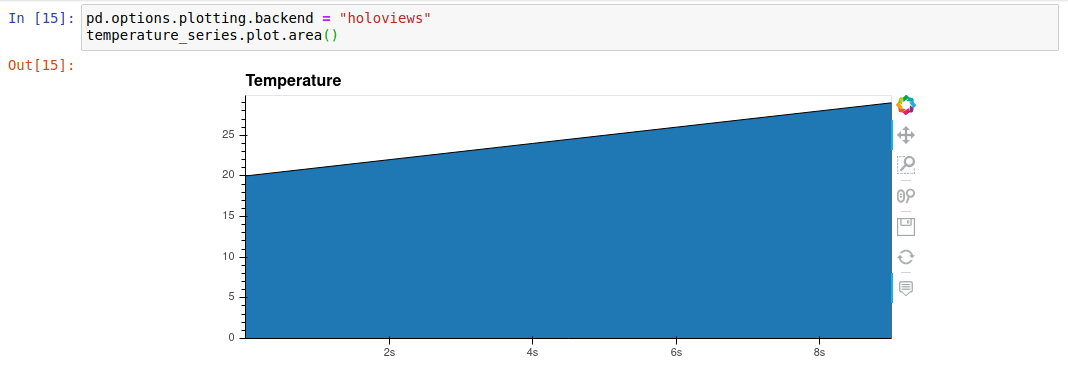 In [15]: pd.options.plotting.backend = "holoviews"
temperature_series.plot.area()
Out[15]:
Temperature
25
20
15
10
5
0
2s 4s 6s 8s